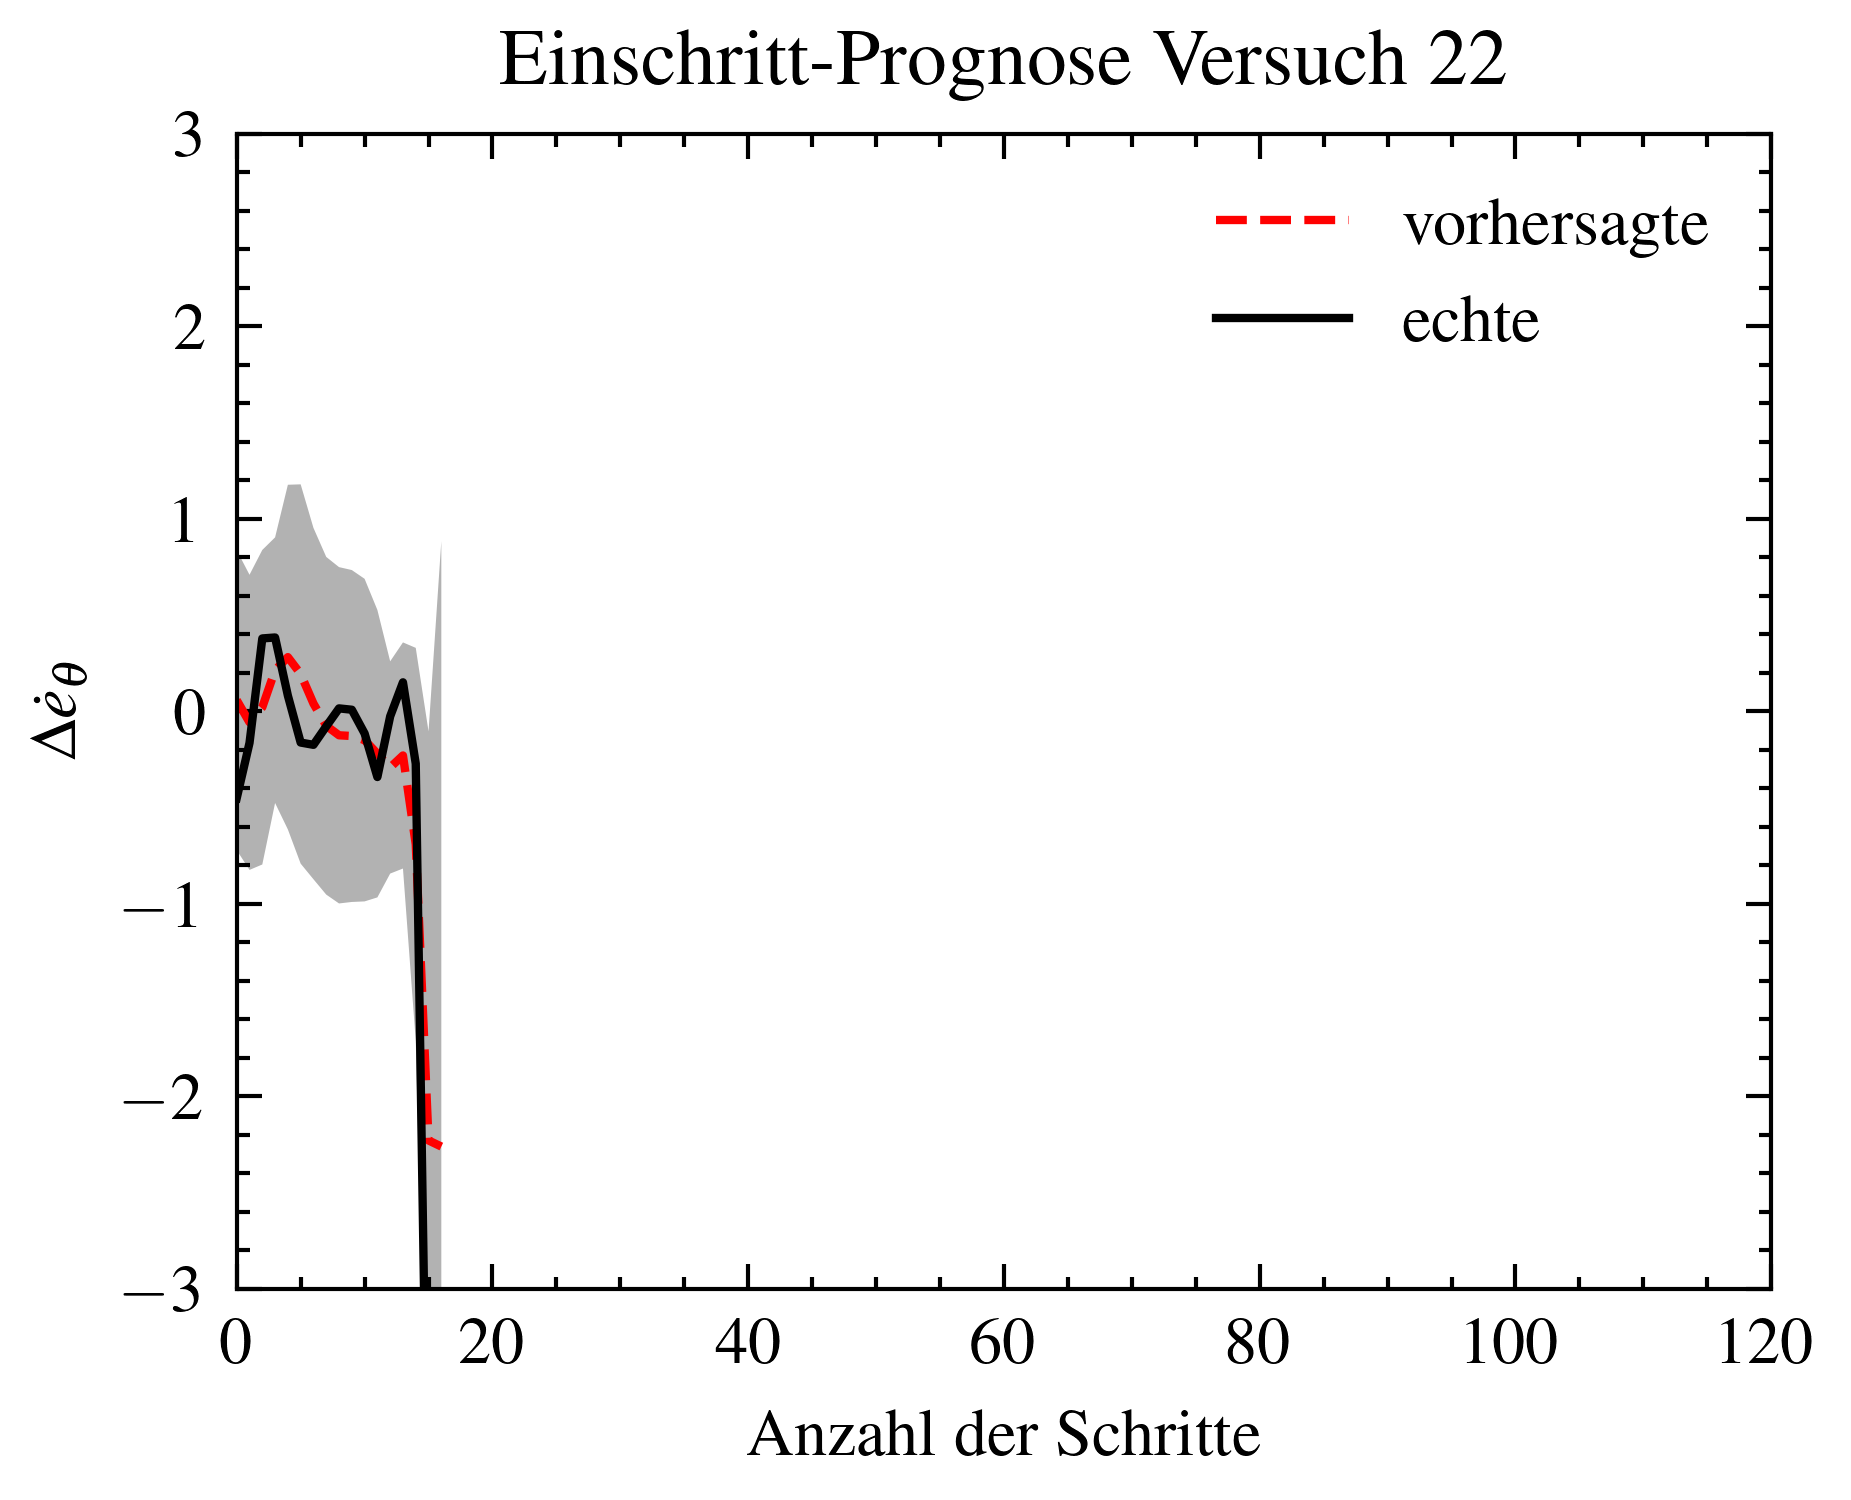 Einschritt-Prognose Versuch 22
3
2
1
0
−1
−2
−3
Δėθ
vorhersagte
echte
0 20 40 60 80 100 120
Anzahl der Schritte